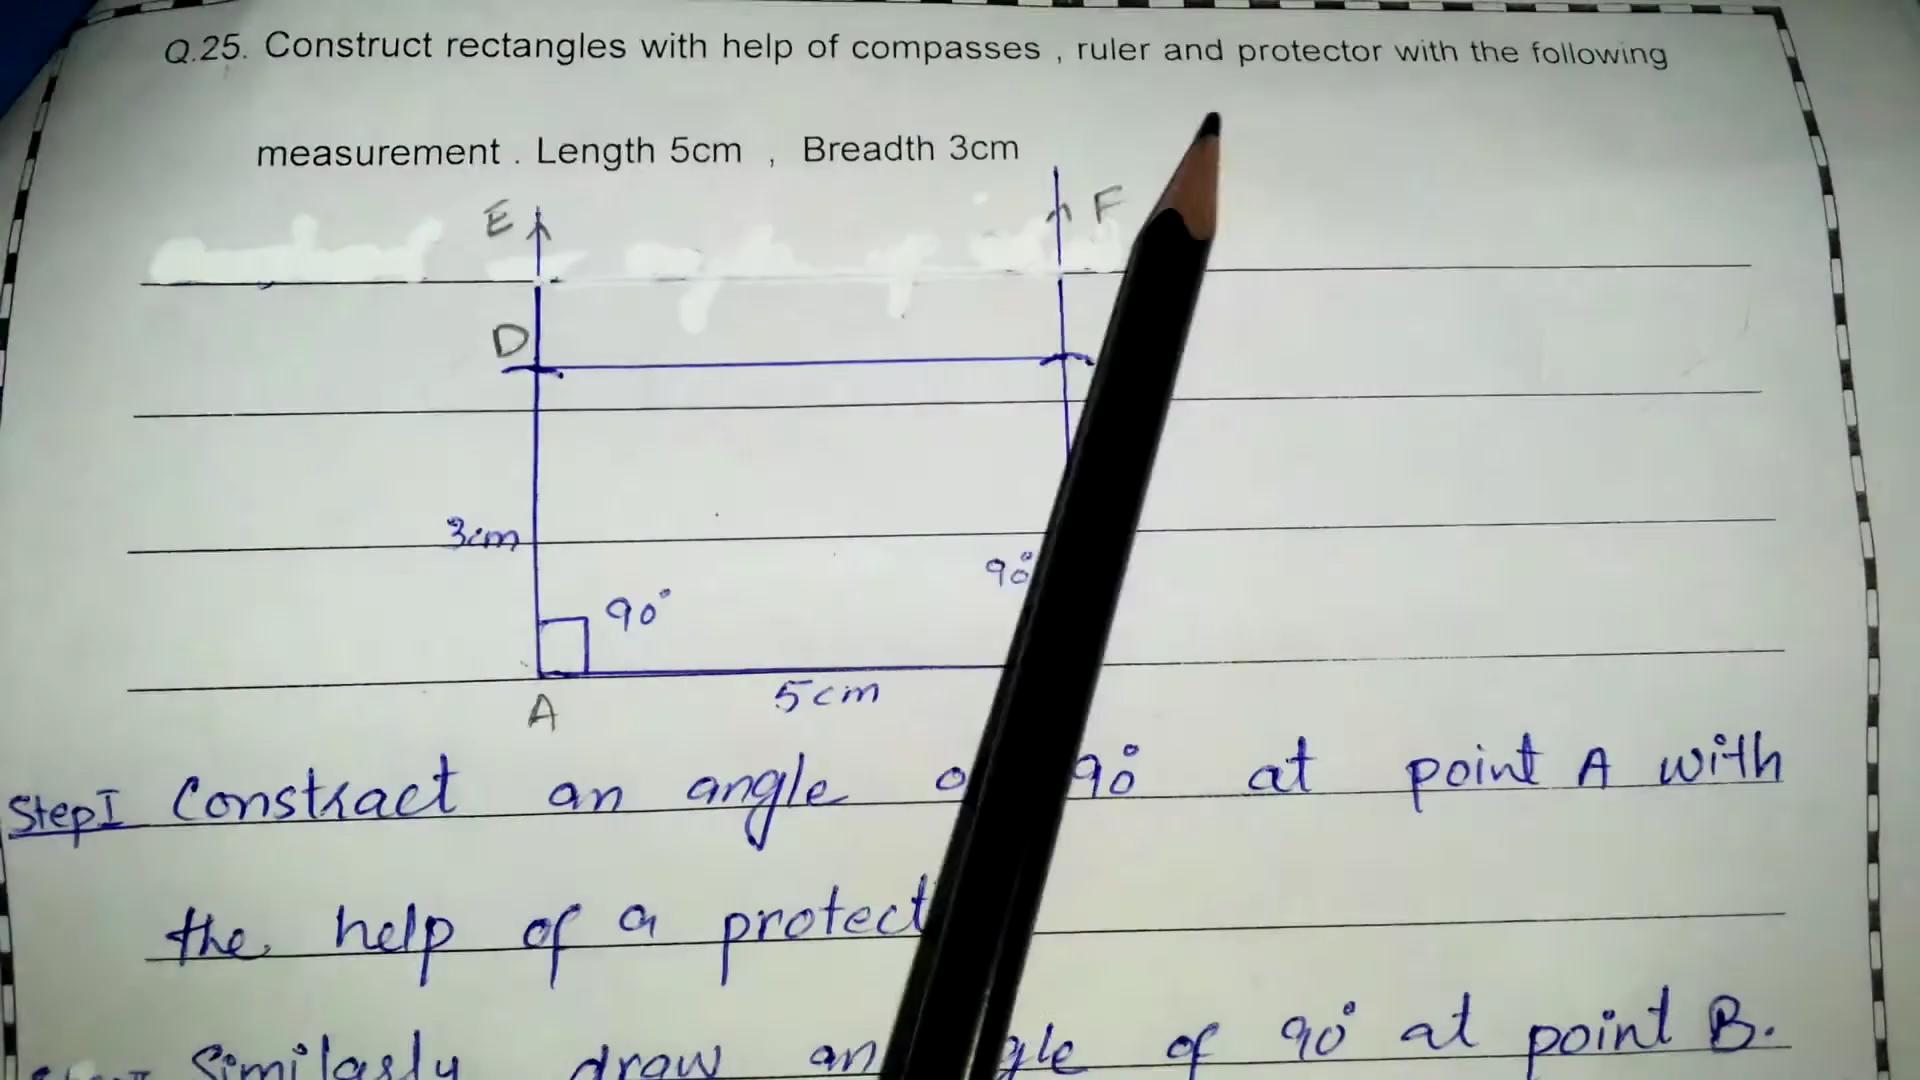 Q.25. Construct rectangles with help of compasses , ruler and protector with the following
measurement . Length 5cm , Breadth 3cm
E F
D
3cm
90°
90°
5cm
A
Step I Constract an angle 90° at point A with
the help of a protect
Similarly draw an of 90° at point B.